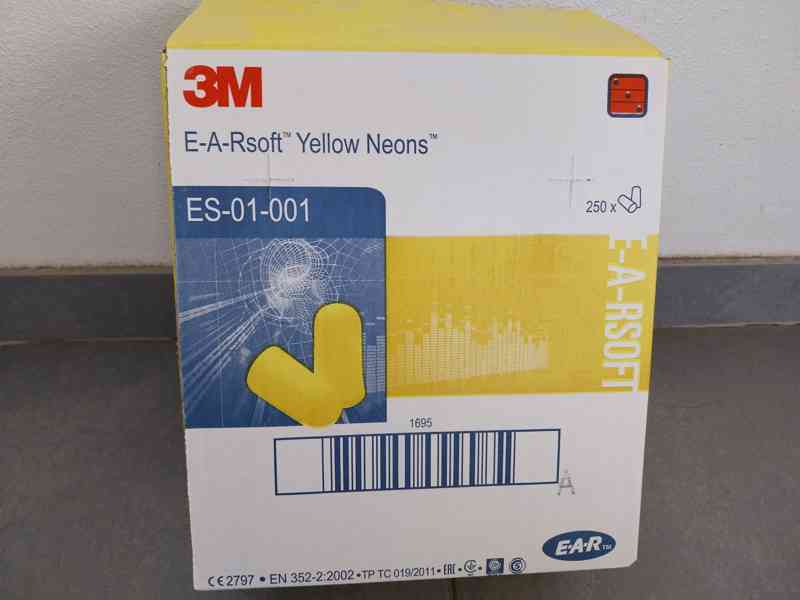 3M
E-A-Rsoft™ Yellow Neons™
ES-01-001
250 x
E-A-RSOFT
1695
A
E·A·R™
CE 2797 • EN 352-2:2002 • TP TC 019/2011 • EAC •